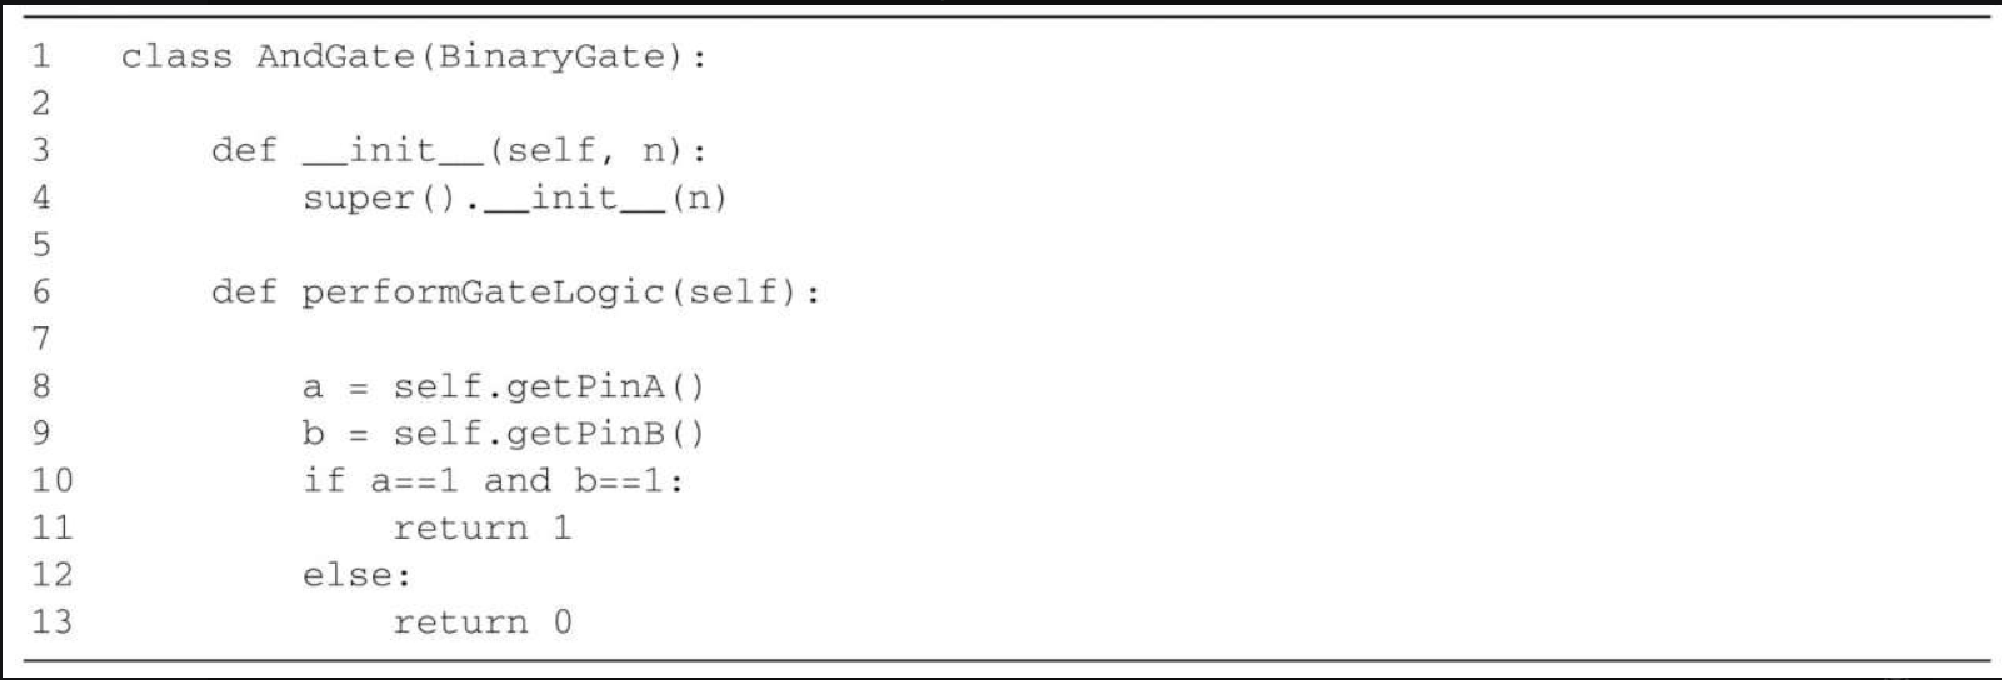 1 class AndGate(BinaryGate):
2
3     def __init__(self, n):
4         super().__init__(n)
5
6     def performGateLogic(self):
7
8         a = self.getPinA()
9         b = self.getPinB()
10         if a==1 and b==1:
11             return 1
12         else:
13             return 0